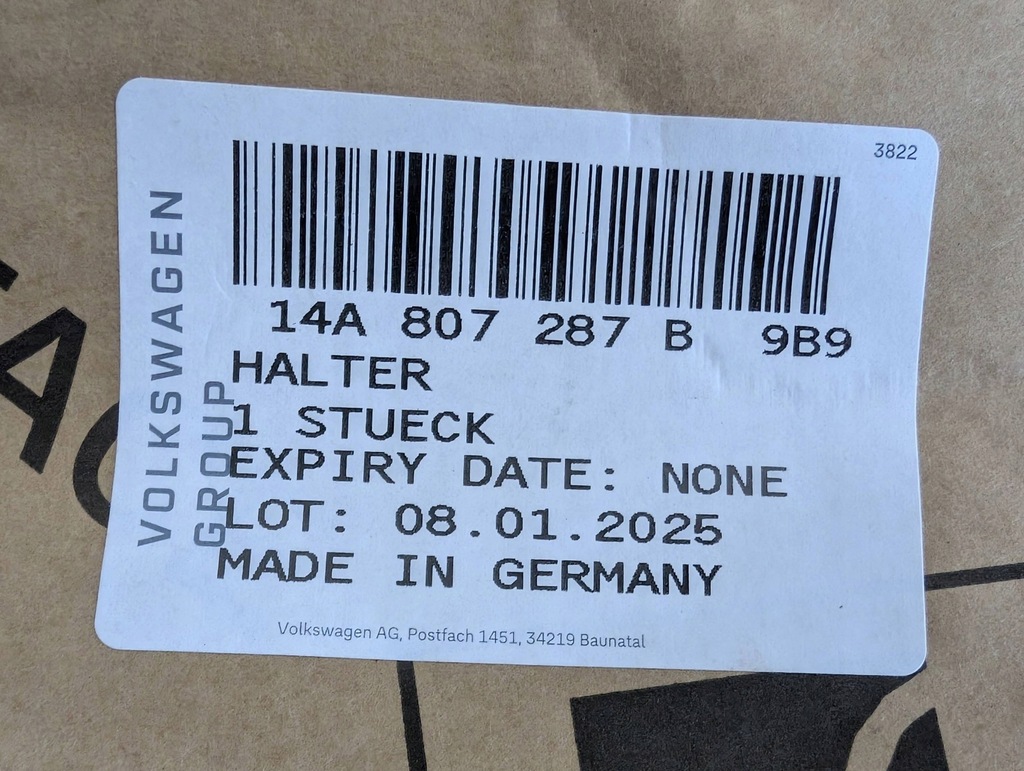 3822
VOLKSWAGEN
GROUP
14A 807 287 B 9B9
HALTER
1 STUECK
EXPIRY DATE: NONE
LOT: 08.01.2025
MADE IN GERMANY
Volkswagen AG, Postfach 1451, 34219 Baunatal